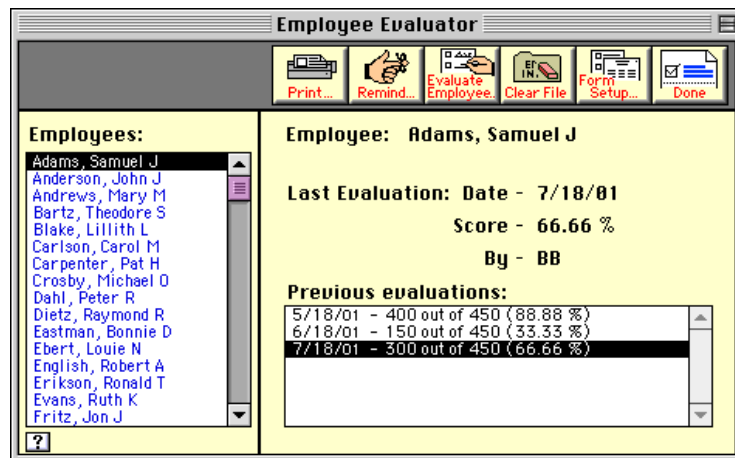 Employee Evaluator
Print...
Remind...
Evaluate
Employee..
ER
IN.
Clear File
Form
Setup...
Done
Employees:
Adams, Samuel J
Anderson, John J
Andrews, Mary M
Bartz, Theodore S
Blake, Lillith L
Carlson, Carol M
Carpenter, Pat H
Crosby, Michael O
Dahl, Peter R
Dietz, Raymond R
Eastman, Bonnie D
Ebert, Louie N
English, Robert A
Erikson, Ronald T
Evans, Ruth K
Fritz, Jon J
?
Employee: Adams, Samuel J
Last Evaluation: Date - 7/18/01
Score - 66.66 %
By - BB
Previous evaluations:
5/18/01 - 400 out of 450 (88.88 %)
6/18/01 - 150 out of 450 (33.33 %)
7/18/01 - 300 out of 450 (66.66 %)